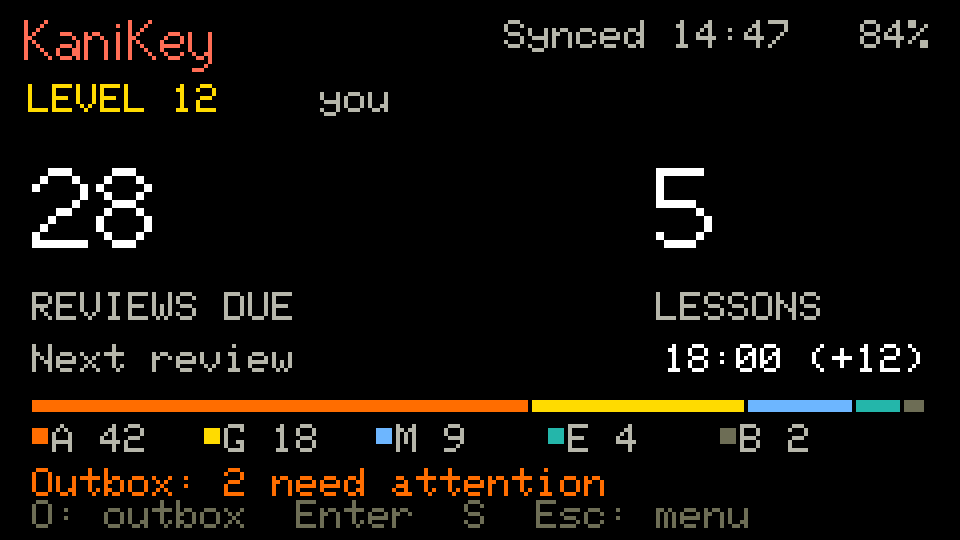 KaniKey Synced 14:47 84%
LEVEL 12 you
28 5
REVIEWS DUE LESSONS
Next review 18:00 (+12)
A 42 G 18 M 9 E 4 B 2
Outbox: 2 need attention
O: outbox Enter S Esc: menu